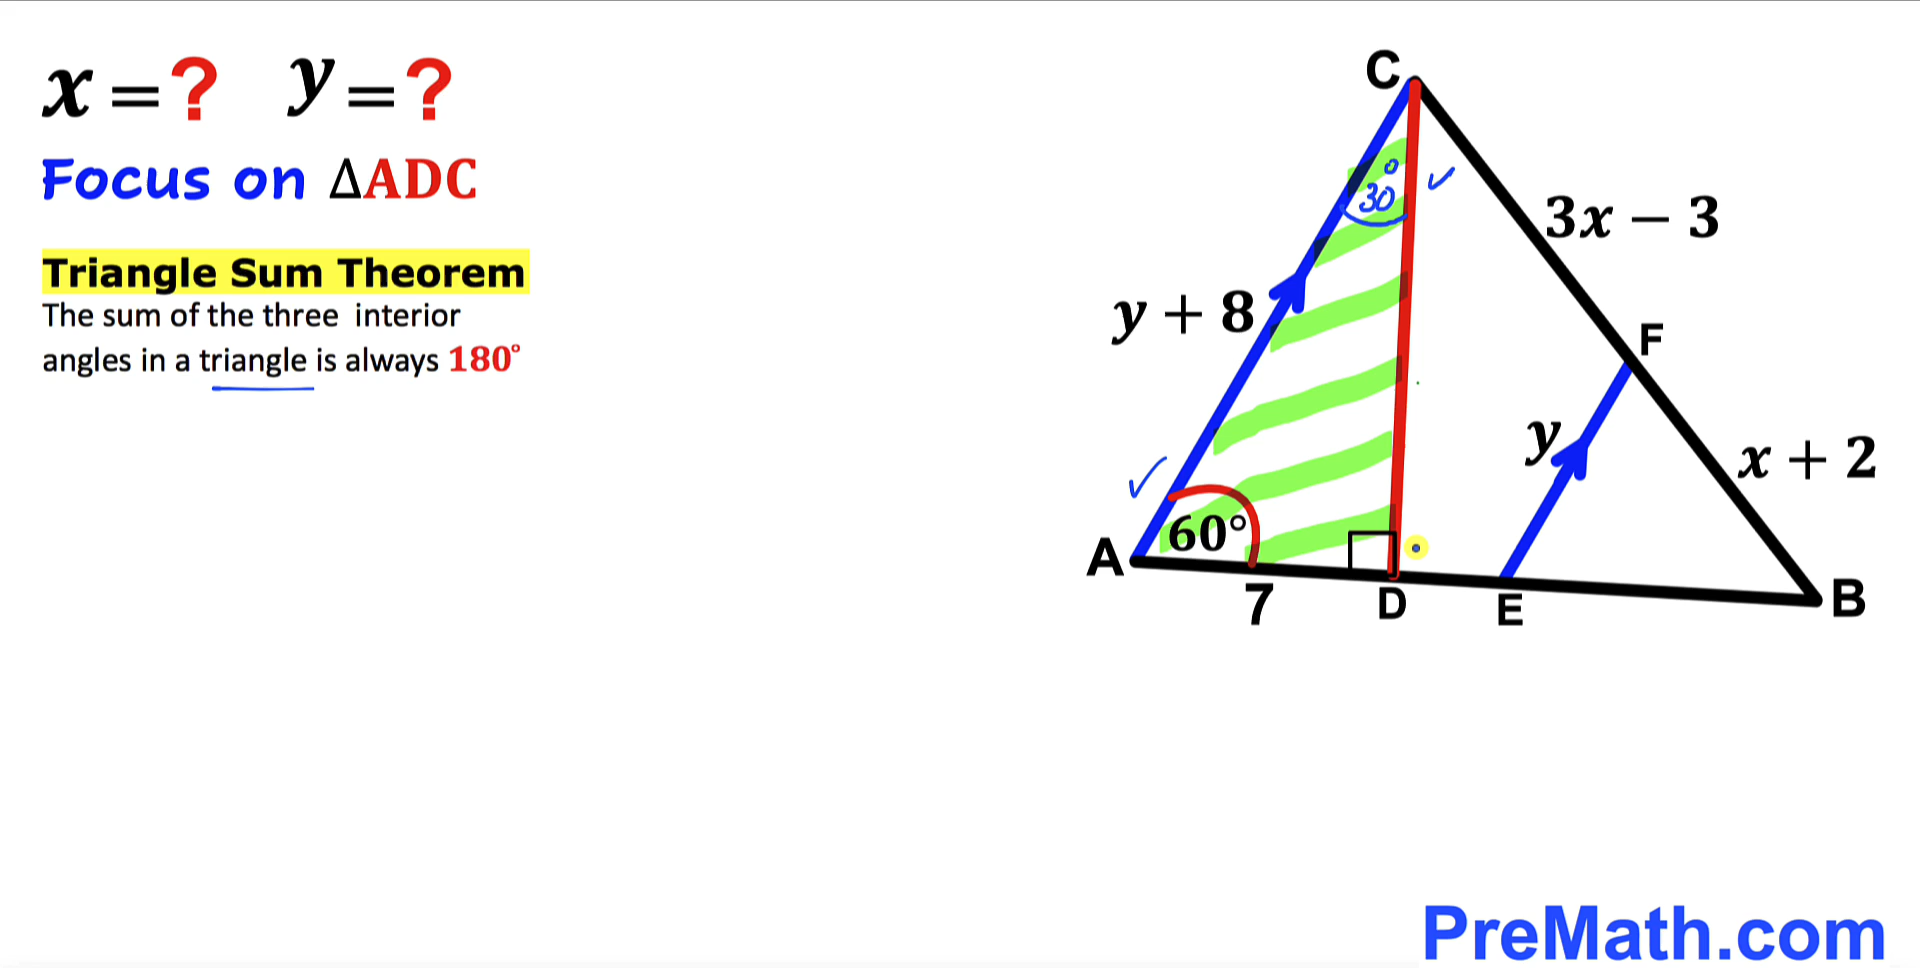 x = ? y = ?
Focus on ΔADC
Triangle Sum Theorem
The sum of the three interior
angles in a triangle is always 180°
C
30°
3x − 3
y + 8
F
y
x + 2
60°
A
7
D
E
B
PreMath.com